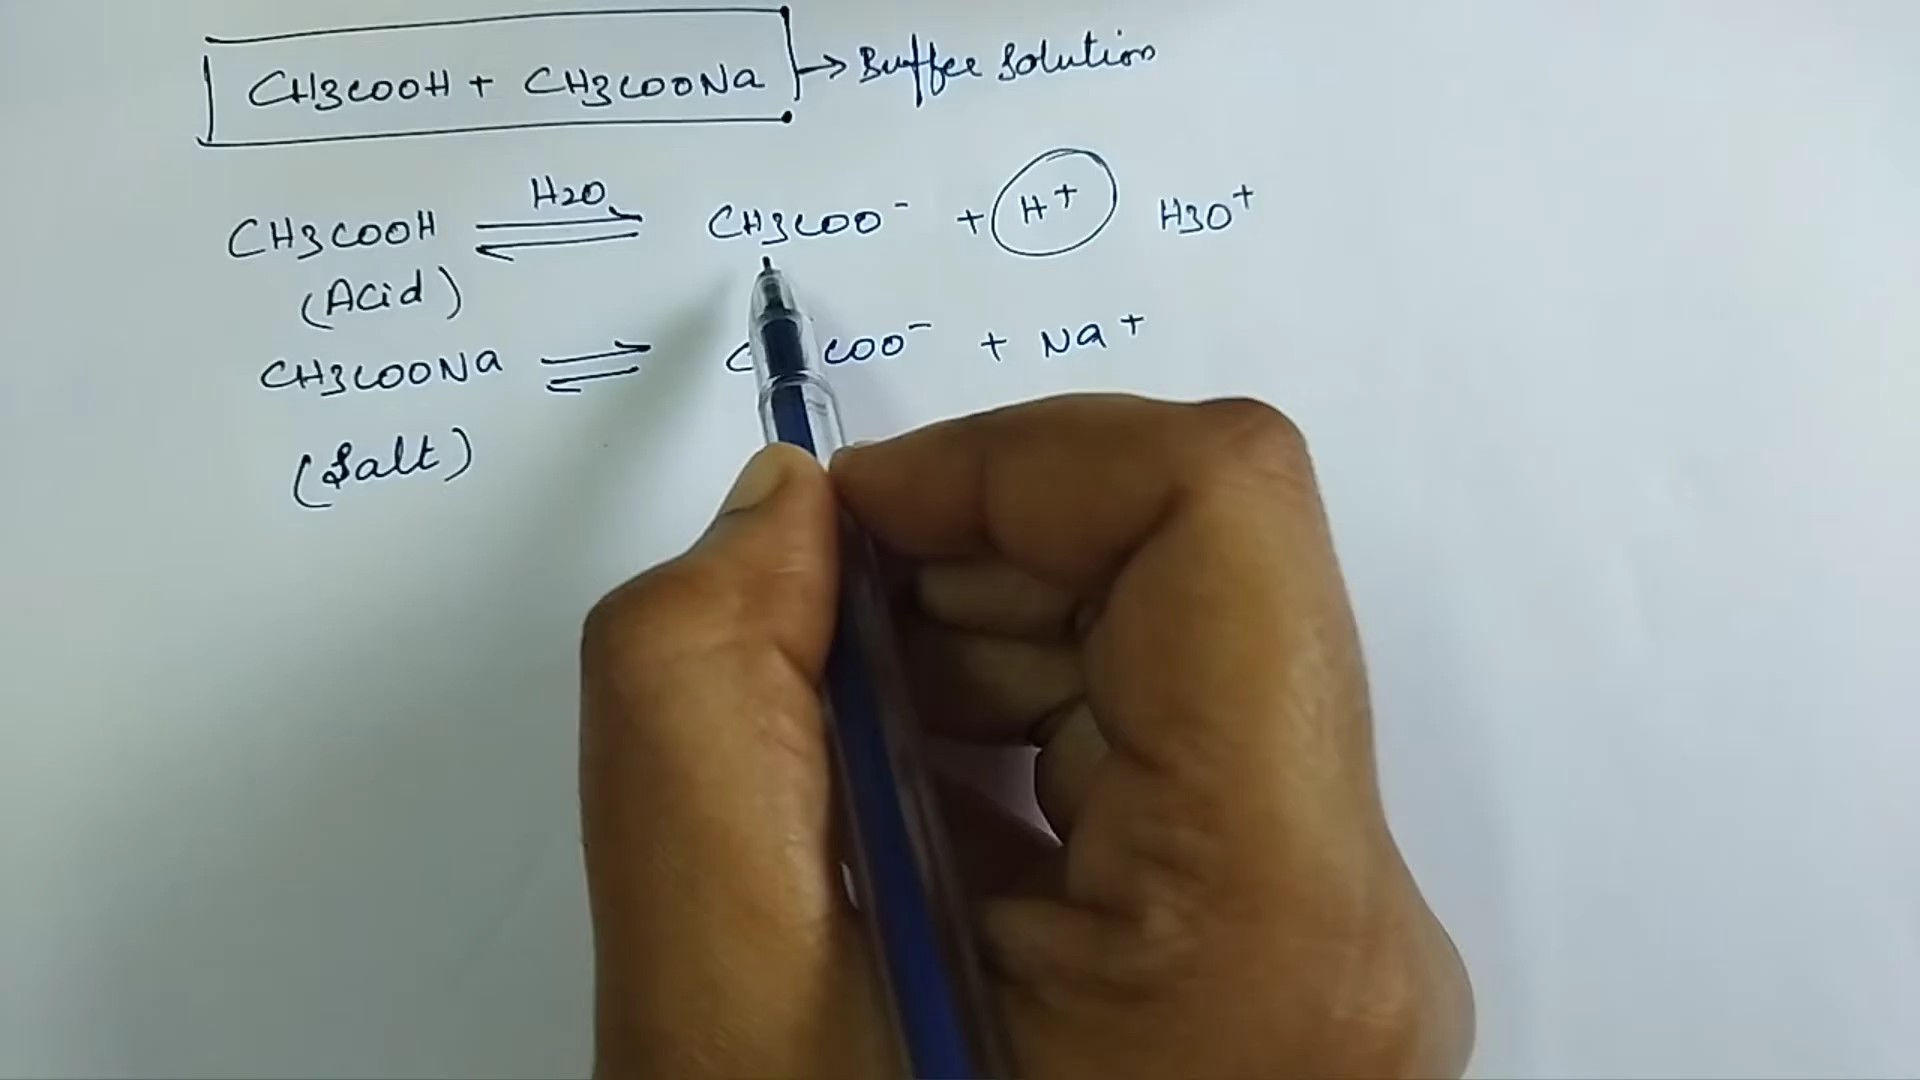 CH3COOH + CH3COONa → Buffer Solution
CH3COOH ⇌ H2O CH3COO⁻ + H⁺ H3O⁺
(Acid)
CH3COONa ⇌ C COO⁻ + Na⁺
(Salt)